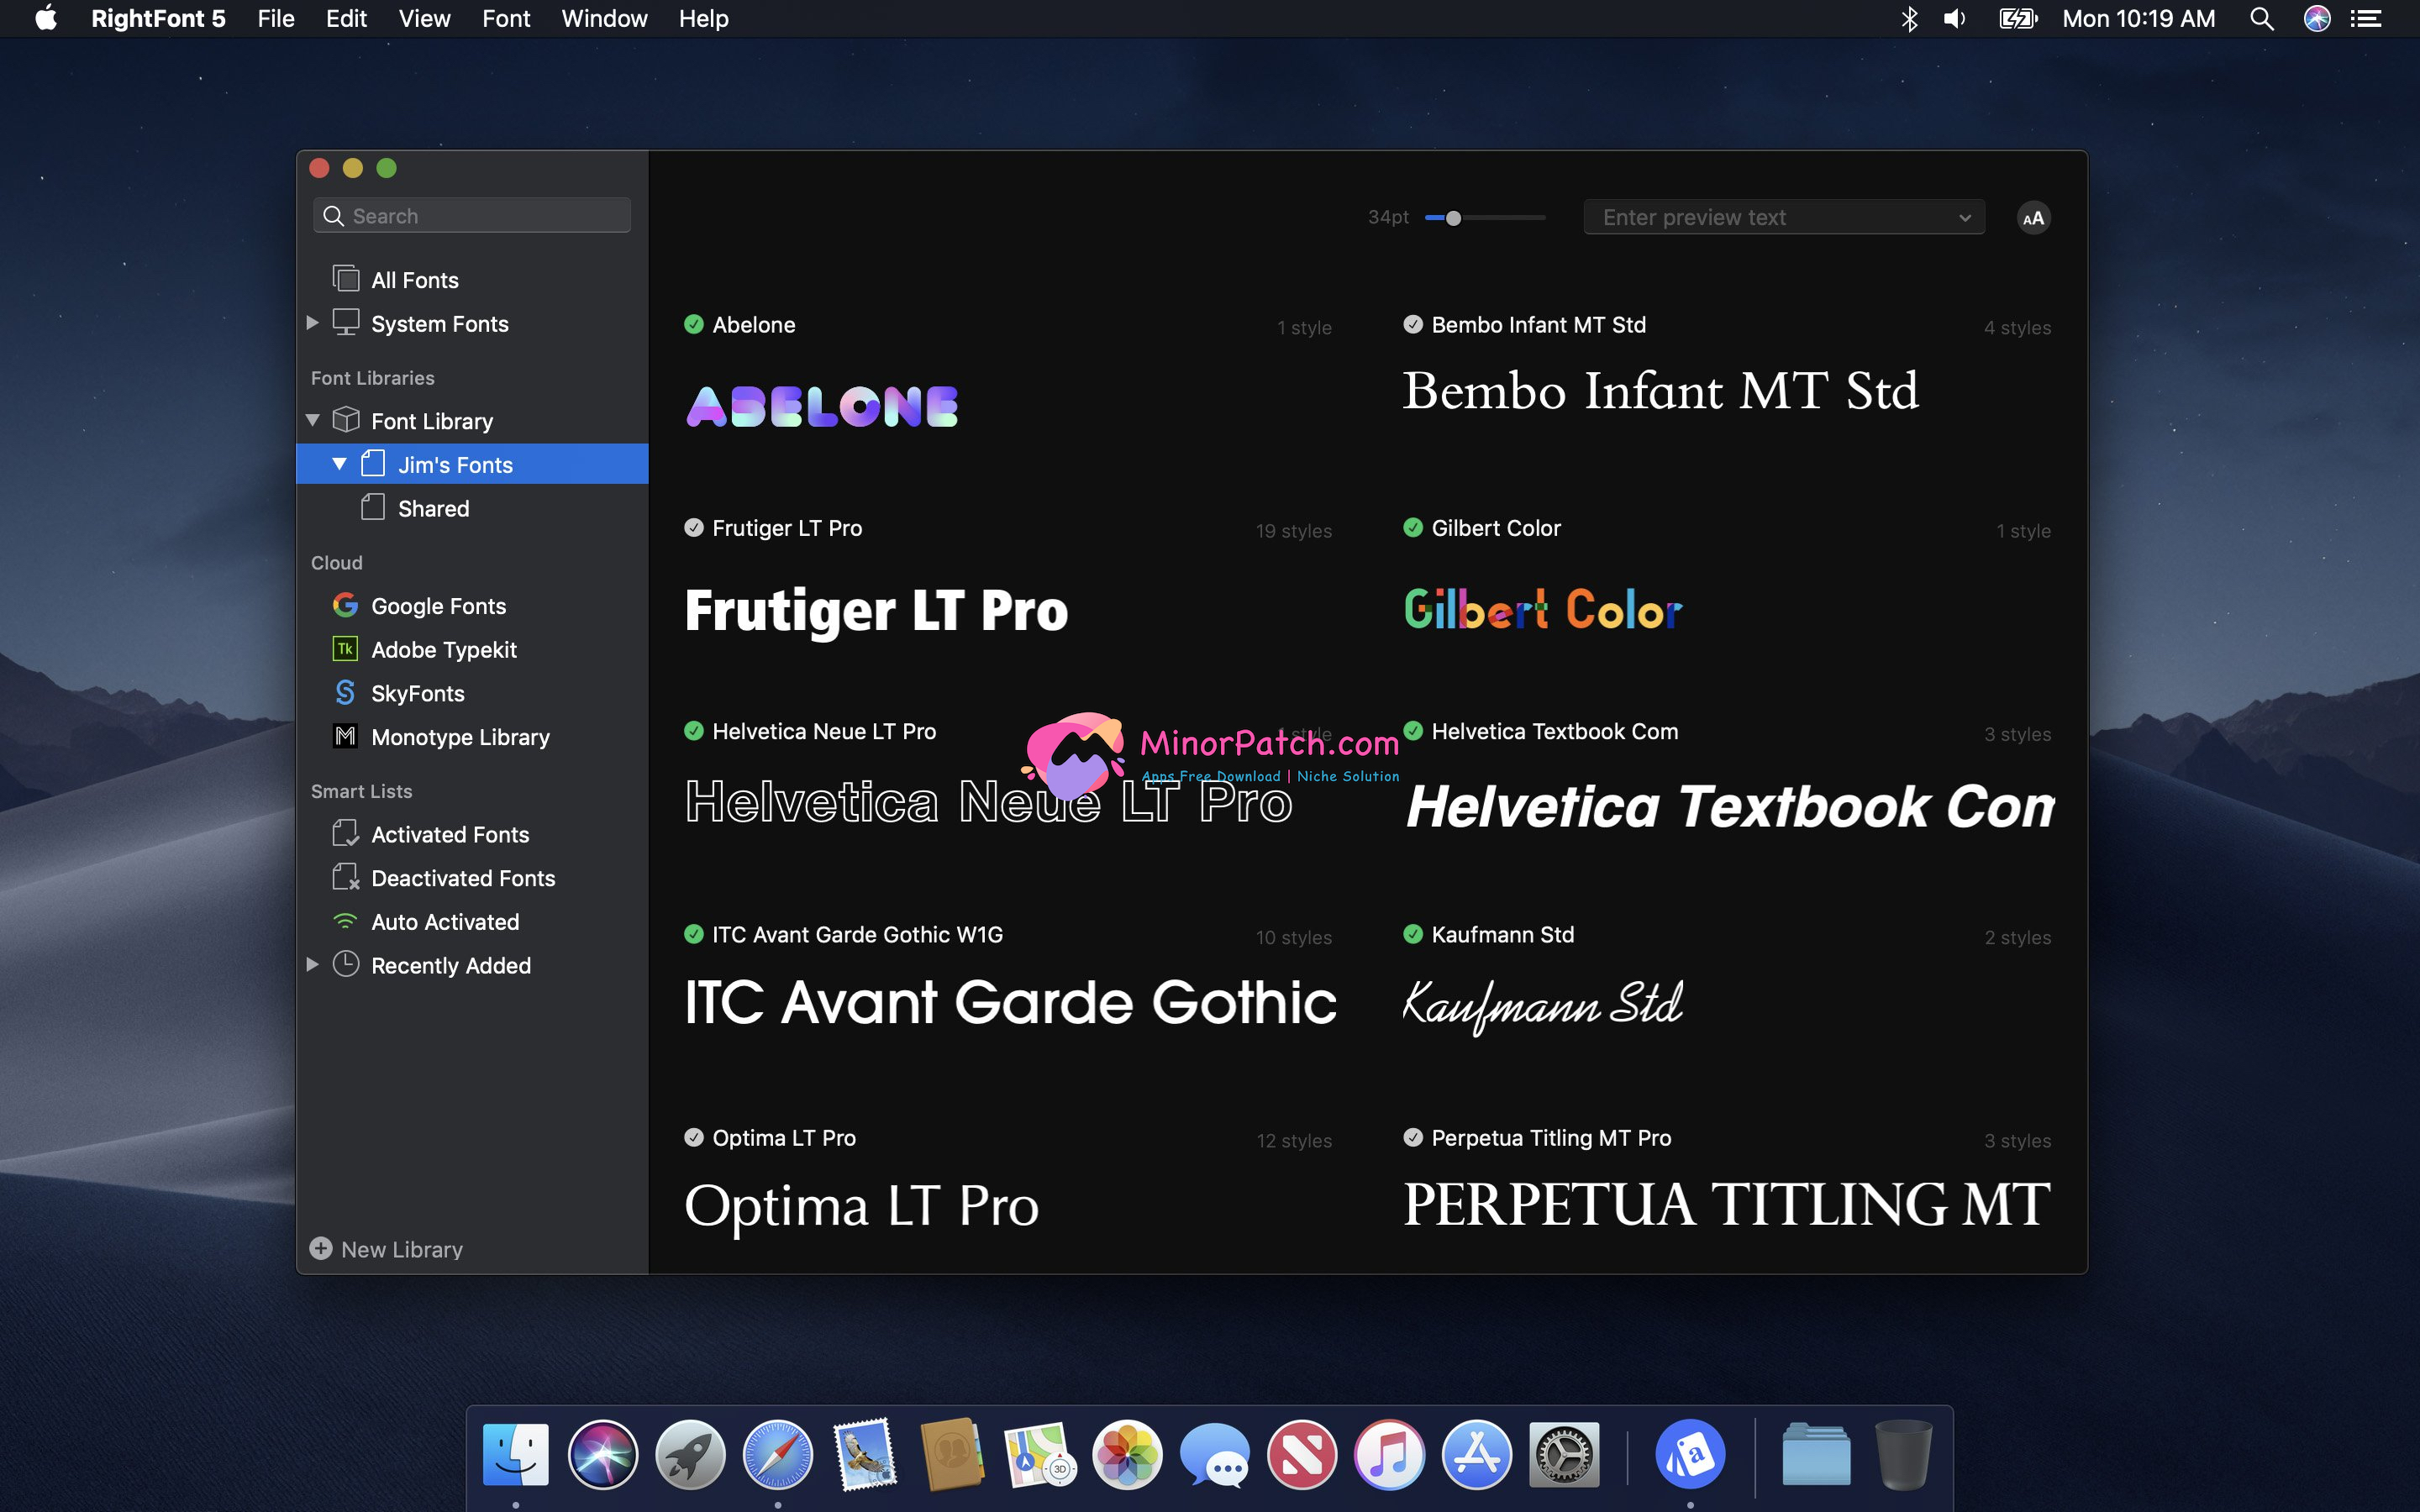 RightFont 5 File Edit View Font Window Help Mon 10:19 AM
Search
34pt Enter preview text AA
All Fonts
System Fonts
Font Libraries
Font Library
Jim's Fonts
Shared
Cloud
Google Fonts
Tk Adobe Typekit
SkyFonts
M Monotype Library
Smart Lists
Activated Fonts
Deactivated Fonts
Auto Activated
Recently Added
New Library
Abelone 1 style
ABELONE
Bembo Infant MT Std 4 styles
Bembo Infant MT Std
Frutiger LT Pro 19 styles
Frutiger LT Pro
Gilbert Color 1 style
Gilbert Color
Helvetica Neue LT Pro 1 style
Helvetica Neue LT Pro
MinorPatch.com
Apps Free Download | Niche Solution
Helvetica Textbook Com 3 styles
Helvetica Textbook Com
ITC Avant Garde Gothic W1G 10 styles
ITC Avant Garde Gothic
Kaufmann Std 2 styles
Kaufmann Std
Optima LT Pro 12 styles
Optima LT Pro
Perpetua Titling MT Pro 3 styles
PERPETUA TITLING MT
3D
a